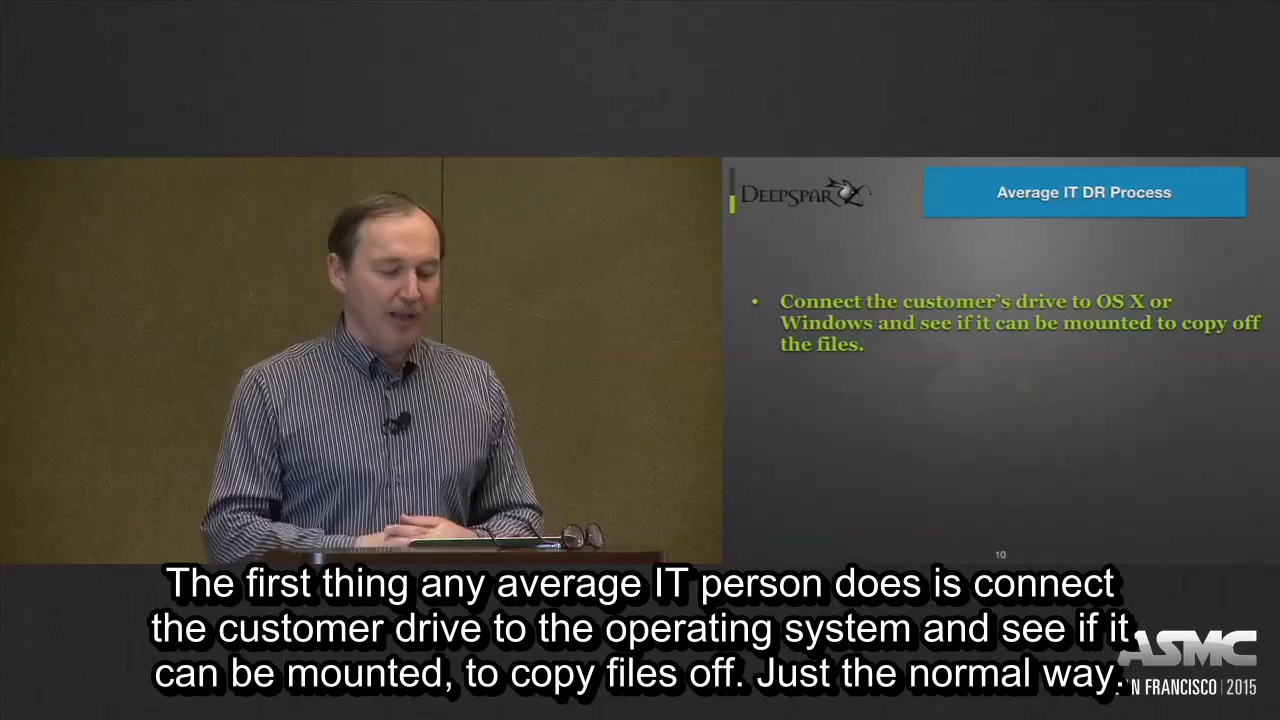 DEEPSPAR
Average IT DR Process
• Connect the customer's drive to OS X or
Windows and see if it can be mounted to copy off
the files.
10
The first thing any average IT person does is connect
the customer drive to the operating system and see if it
can be mounted, to copy files off. Just the normal way.
ASMC
FRANCISCO | 2015